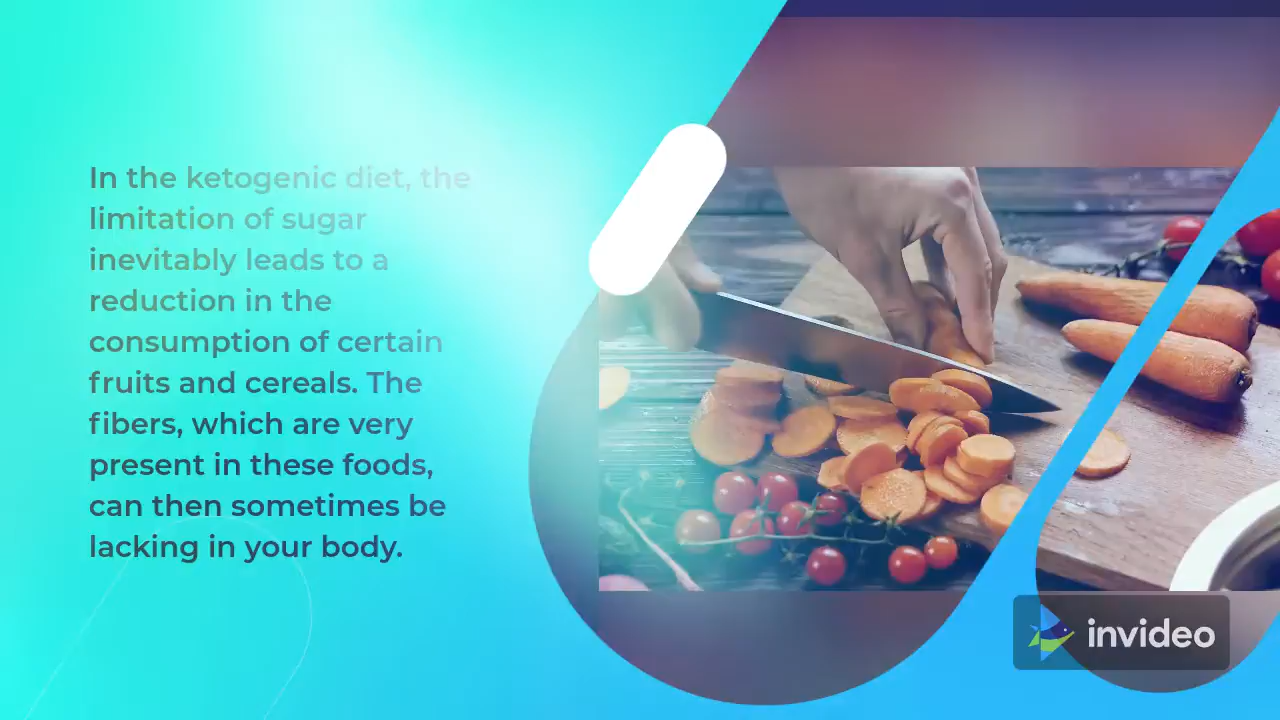 In the ketogenic diet, the
limitation of sugar
inevitably leads to a
reduction in the
consumption of certain
fruits and cereals. The
fibers, which are very
present in these foods,
can then sometimes be
lacking in your body.
invideo